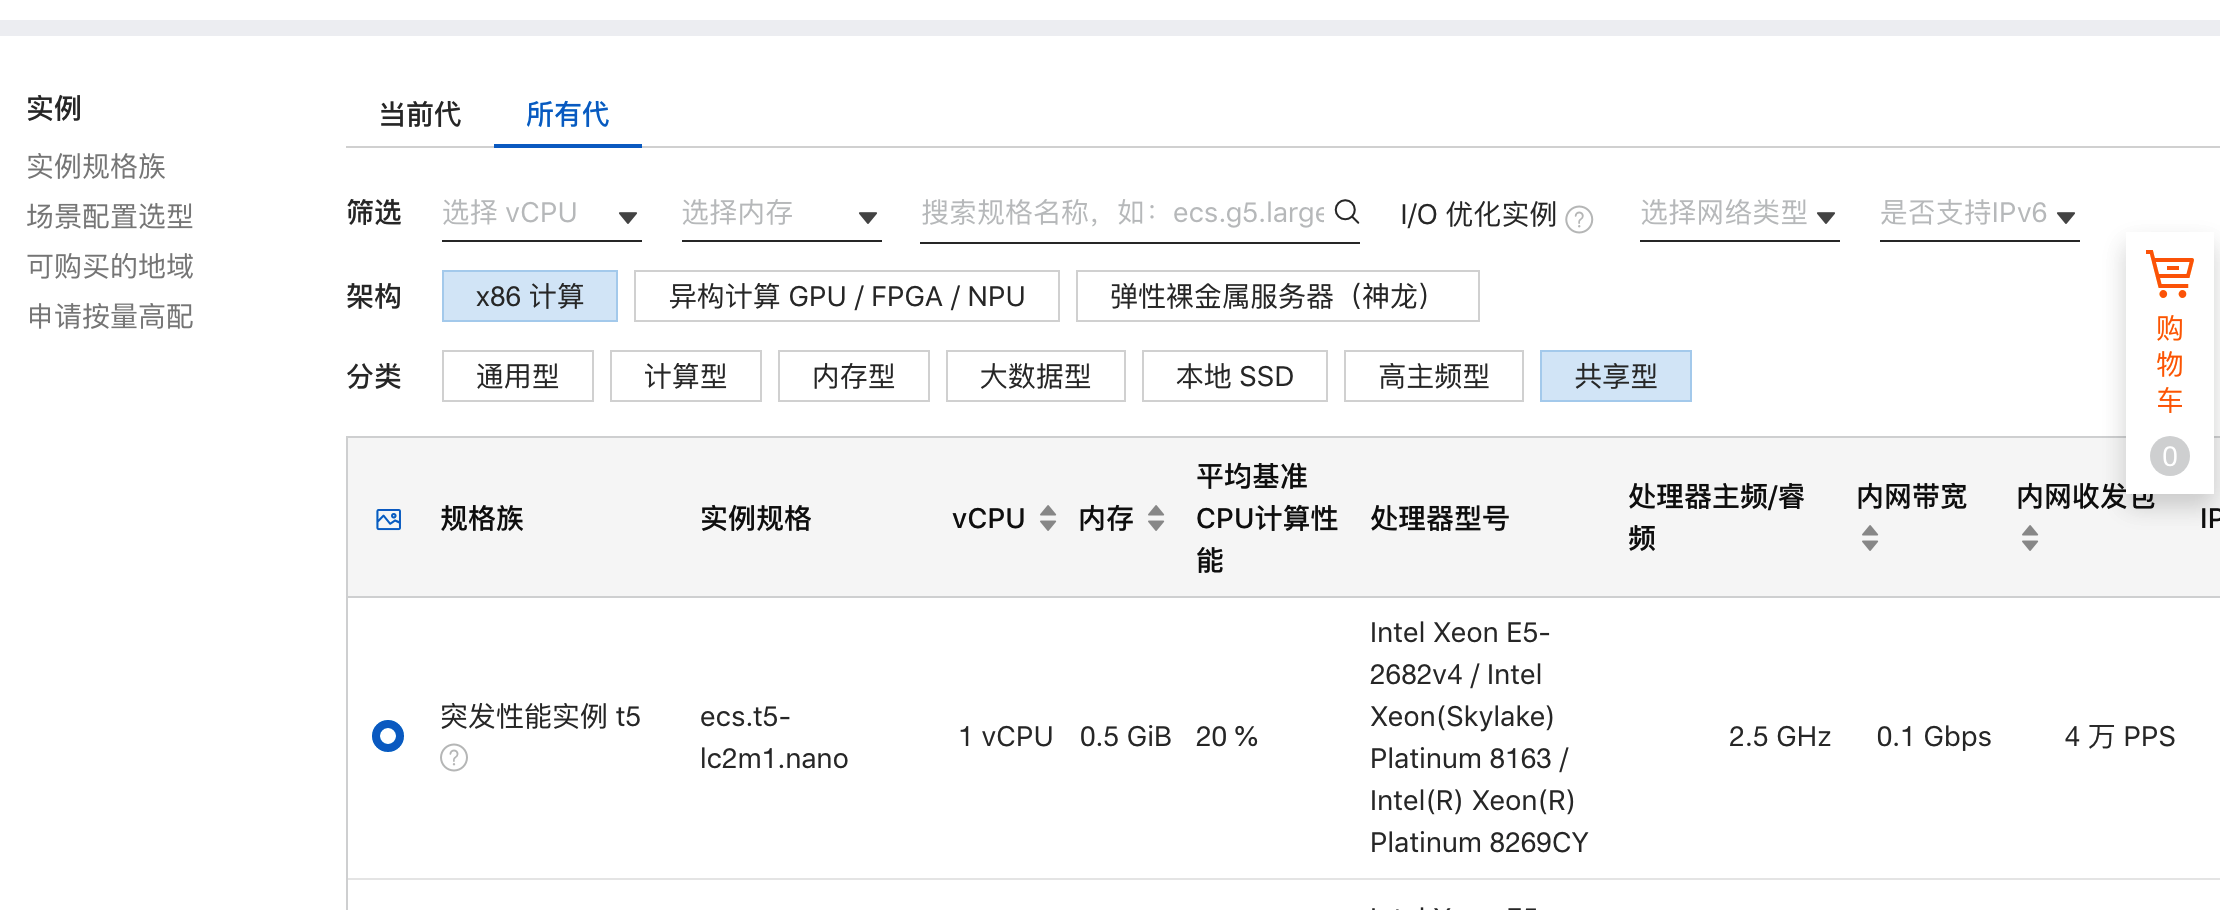 实例
实例规格族
场景配置选型
可购买的地域
申请按量高配
当前代 所有代
筛选 选择 vCPU 选择内存 搜索规格名称，如：ecs.g5.large I/O 优化实例 ? 选择网络类型 是否支持IPv6
架构 x86 计算 异构计算 GPU / FPGA / NPU 弹性裸金属服务器（神龙）
分类 通用型 计算型 内存型 大数据型 本地 SSD 高主频型 共享型
购
物
车
0
规格族 实例规格 vCPU 内存 平均基准
CPU计算性
能
处理器型号 处理器主频/睿
频
内网带宽 内网收发包 IP
突发性能实例 t5
?
ecs.t5-
lc2m1.nano
1 vCPU 0.5 GiB 20 %
Intel Xeon E5-
2682v4 / Intel
Xeon(Skylake)
Platinum 8163 /
Intel(R) Xeon(R)
Platinum 8269CY
2.5 GHz 0.1 Gbps 4 万 PPS